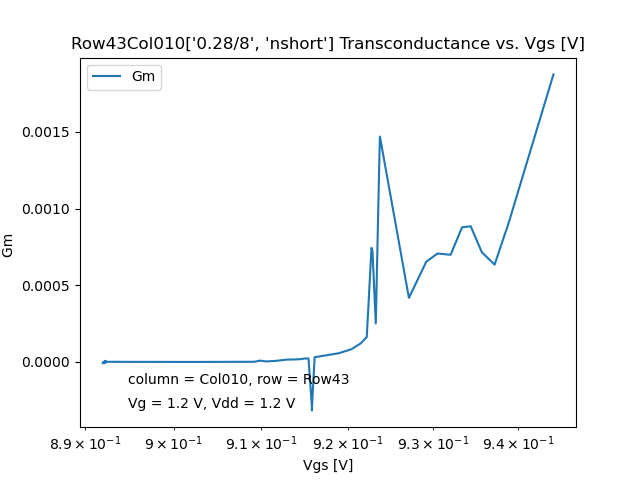 Row43Col010['0.28/8', 'nshort'] Transconductance vs. Vgs [V]
Gm
0.0015
0.0010
0.0005
0.0000
Gm
column = Col010, row = Row43
Vg = 1.2 V, Vdd = 1.2 V
8.9 × 10⁻¹ 9 × 10⁻¹ 9.1 × 10⁻¹ 9.2 × 10⁻¹ 9.3 × 10⁻¹ 9.4 × 10⁻¹
Vgs [V]